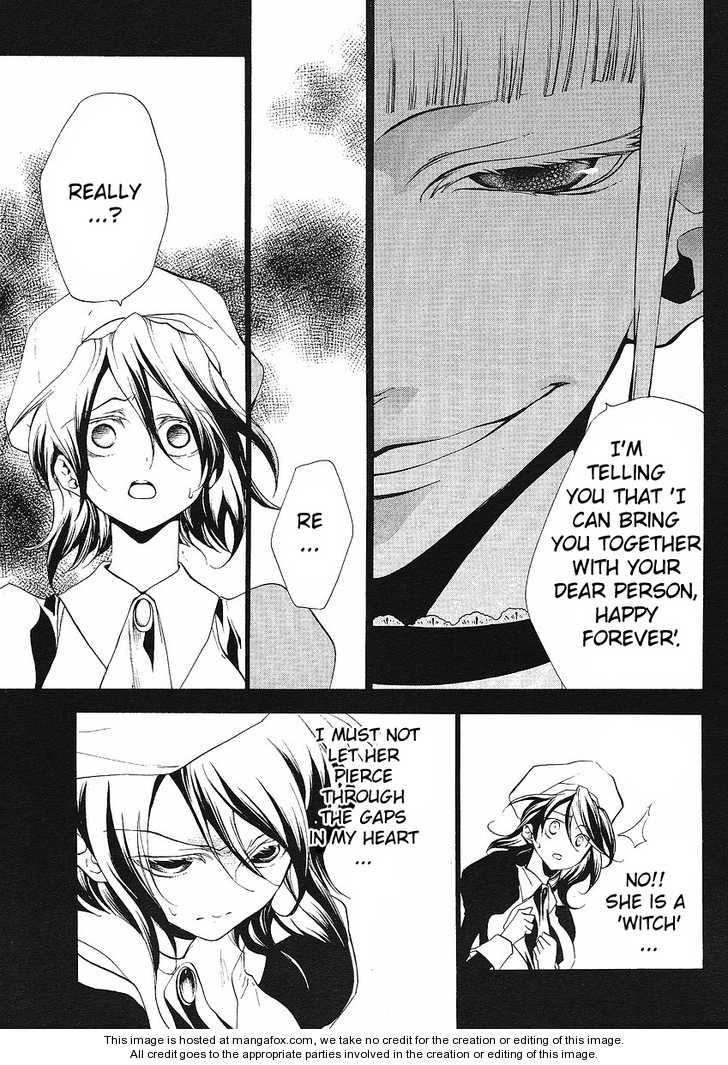 I'M
TELLING
YOU THAT 'I
CAN BRING
YOU TOGETHER
WITH YOUR
DEAR PERSON,
HAPPY
FOREVER'.
RE
...
REALLY
...?
NO!!
SHE IS A
'WITCH'
...
I MUST NOT
LET HER
PIERCE
THROUGH
THE GAPS
IN MY HEART
...
This image is hosted at mangafox.com, we take no credit for the creation or editing of this image.
All credit goes to the appropriate parties involved in the creation or editing of this image.